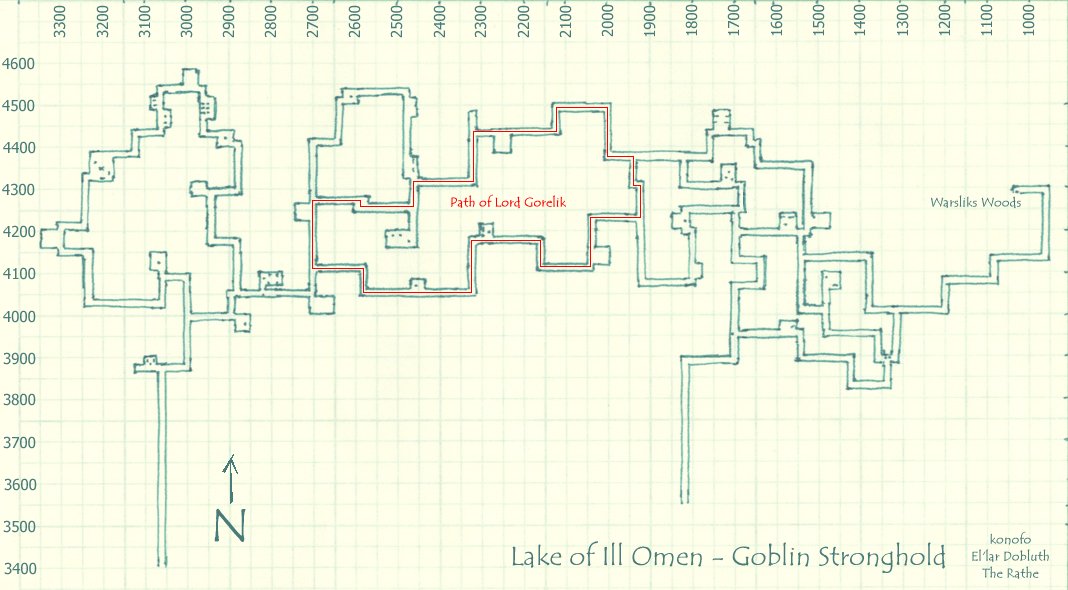 3300 3200 3100 3000 2900 2800 2700 2600 2500 2400 2300 2200 2100 2000 1900 1800 1700 1600 1500 1400 1300 1200 1100 1000
4600
4500
4400
4300
Path of Lord Gorelik
Warsliks Woods
4200
4100
4000
3900
3800
3700
3600
N
3500
Lake of Ill Omen – Goblin Stronghold
konofo
El'lar Dobluth
The Rathe
3400